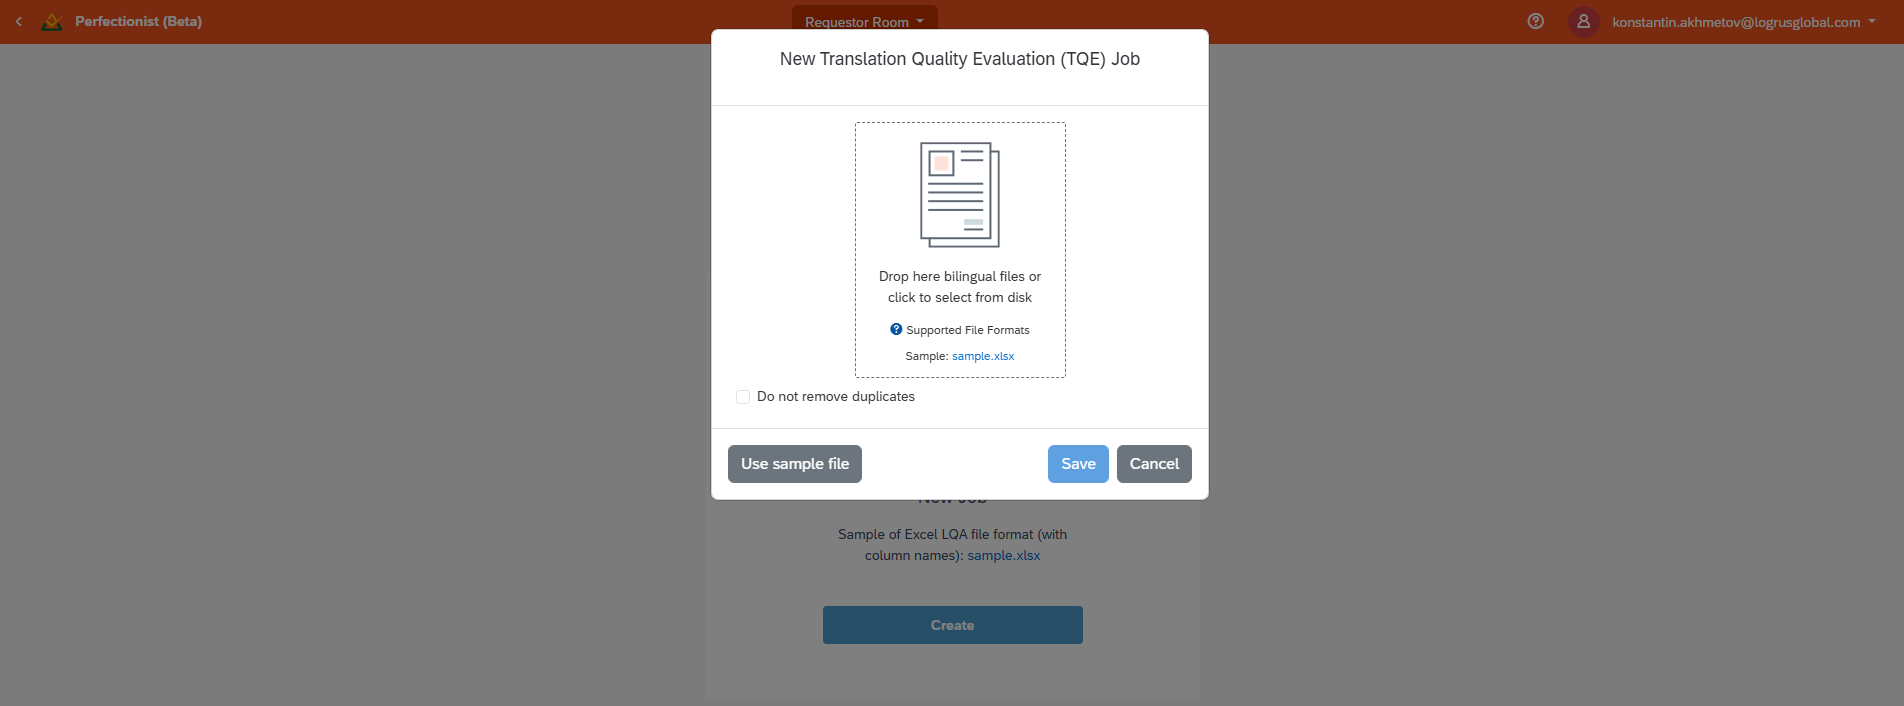 Perfectionist (Beta)
Requestor Room
konstantin.akhmetov@logrusglobal.com
New Translation Quality Evaluation (TQE) Job
Drop here bilingual files or
click to select from disk
Supported File Formats
Sample: sample.xlsx
Do not remove duplicates
Use sample file
Save
Cancel
New Job
Sample of Excel LQA file format (with
column names): sample.xlsx
Create